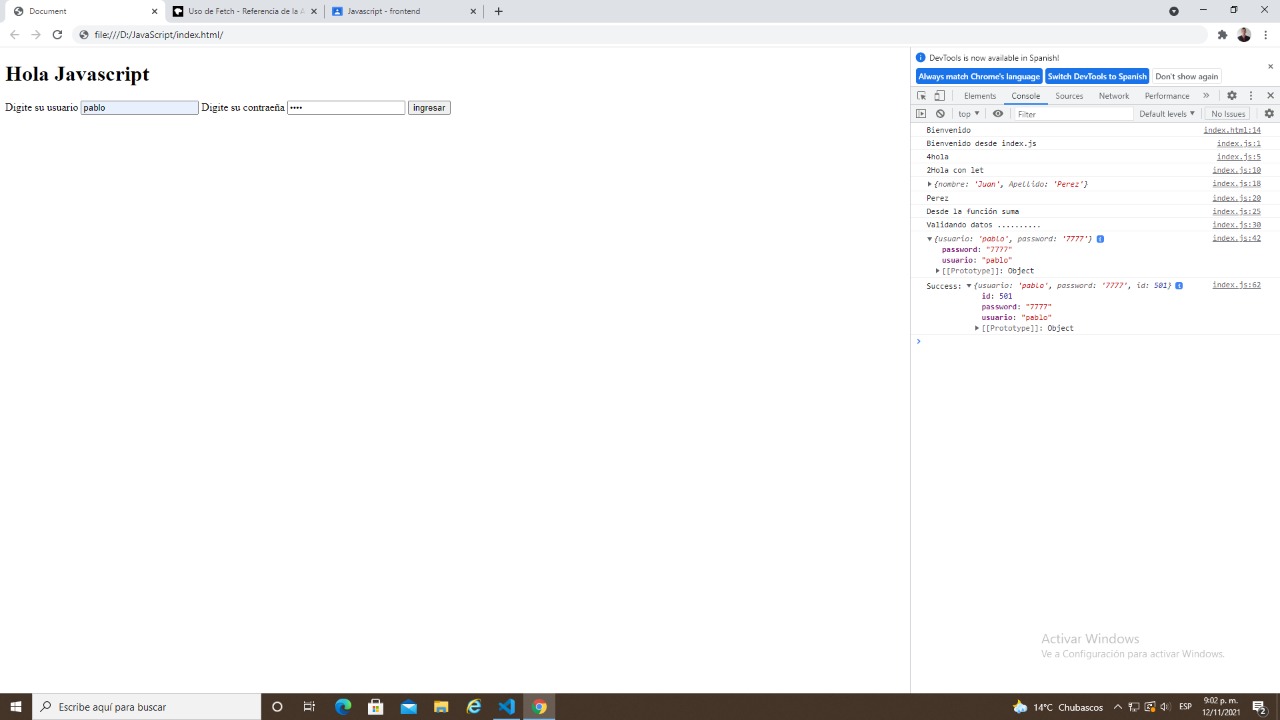 Document
Uso de Fetch - Referencia de la A
Javascript - frontend
file:///D:/JavaScript/index.html/
Hola Javascript
Digite su usuario pablo Digite su contraeña •••• ingresar
DevTools is now available in Spanish!
Always match Chrome's language Switch DevTools to Spanish Don't show again
Elements Console Sources Network Performance »
top Filter Default levels No Issues
Bienvenido index.html:14
Bienvenido desde index.js index.js:1
4hola index.js:5
2Hola con let index.js:10
{nombre: 'Juan', Apellido: 'Perez'} index.js:18
Perez index.js:20
Desde la función suma index.js:25
Validando datos .......... index.js:30
{usuario: 'pablo', password: '7777'} index.js:42
password: "7777"
usuario: "pablo"
[[Prototype]]: Object
Success: {usuario: 'pablo', password: '7777', id: 501} index.js:62
id: 501
password: "7777"
usuario: "pablo"
[[Prototype]]: Object
Activar Windows
Ve a Configuración para activar Windows.
Escribe aquí para buscar
14°C Chubascos
ESP
9:02 p. m.
12/11/2021
2